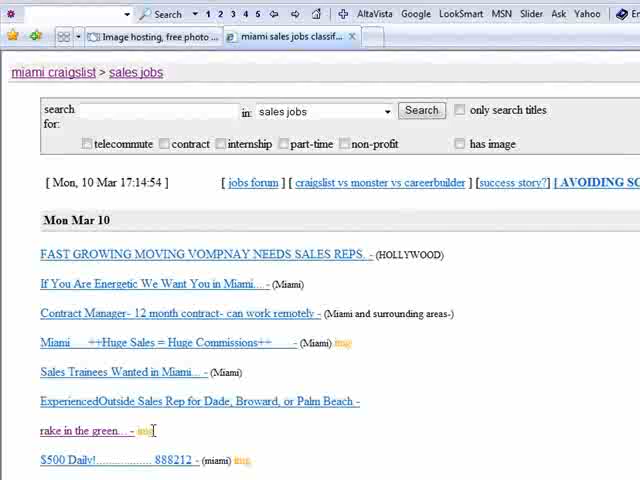 Search 1 2 3 4 5 AltaVista Google LookSmart MSN Slider Ask Yahoo
Image hosting, free photo ... miami sales jobs classif...
miami craigslist > sales jobs
search for: in: sales jobs Search only search titles
telecommute contract internship part-time non-profit has image
[ Mon, 10 Mar 17:14:54 ] [ jobs forum ] [ craigslist vs monster vs careerbuilder ] [success story?] [ AVOIDING
Mon Mar 10
FAST GROWING MOVING VOMPNAY NEEDS SALES REPS. - (HOLLYWOOD)
If You Are Energetic We Want You in Miami.... - (Miami)
Contract Manager- 12 month contract- can work remotely - (Miami and surrounding areas-)
Miami ++Huge Sales = Huge Commissions++ - (Miami) img
Sales Trainees Wanted in Miami... - (Miami)
ExperiencedOutside Sales Rep for Dade, Broward, or Palm Beach -
rake in the green... - img
$500 Daily!.................. 888212 - (miami) img